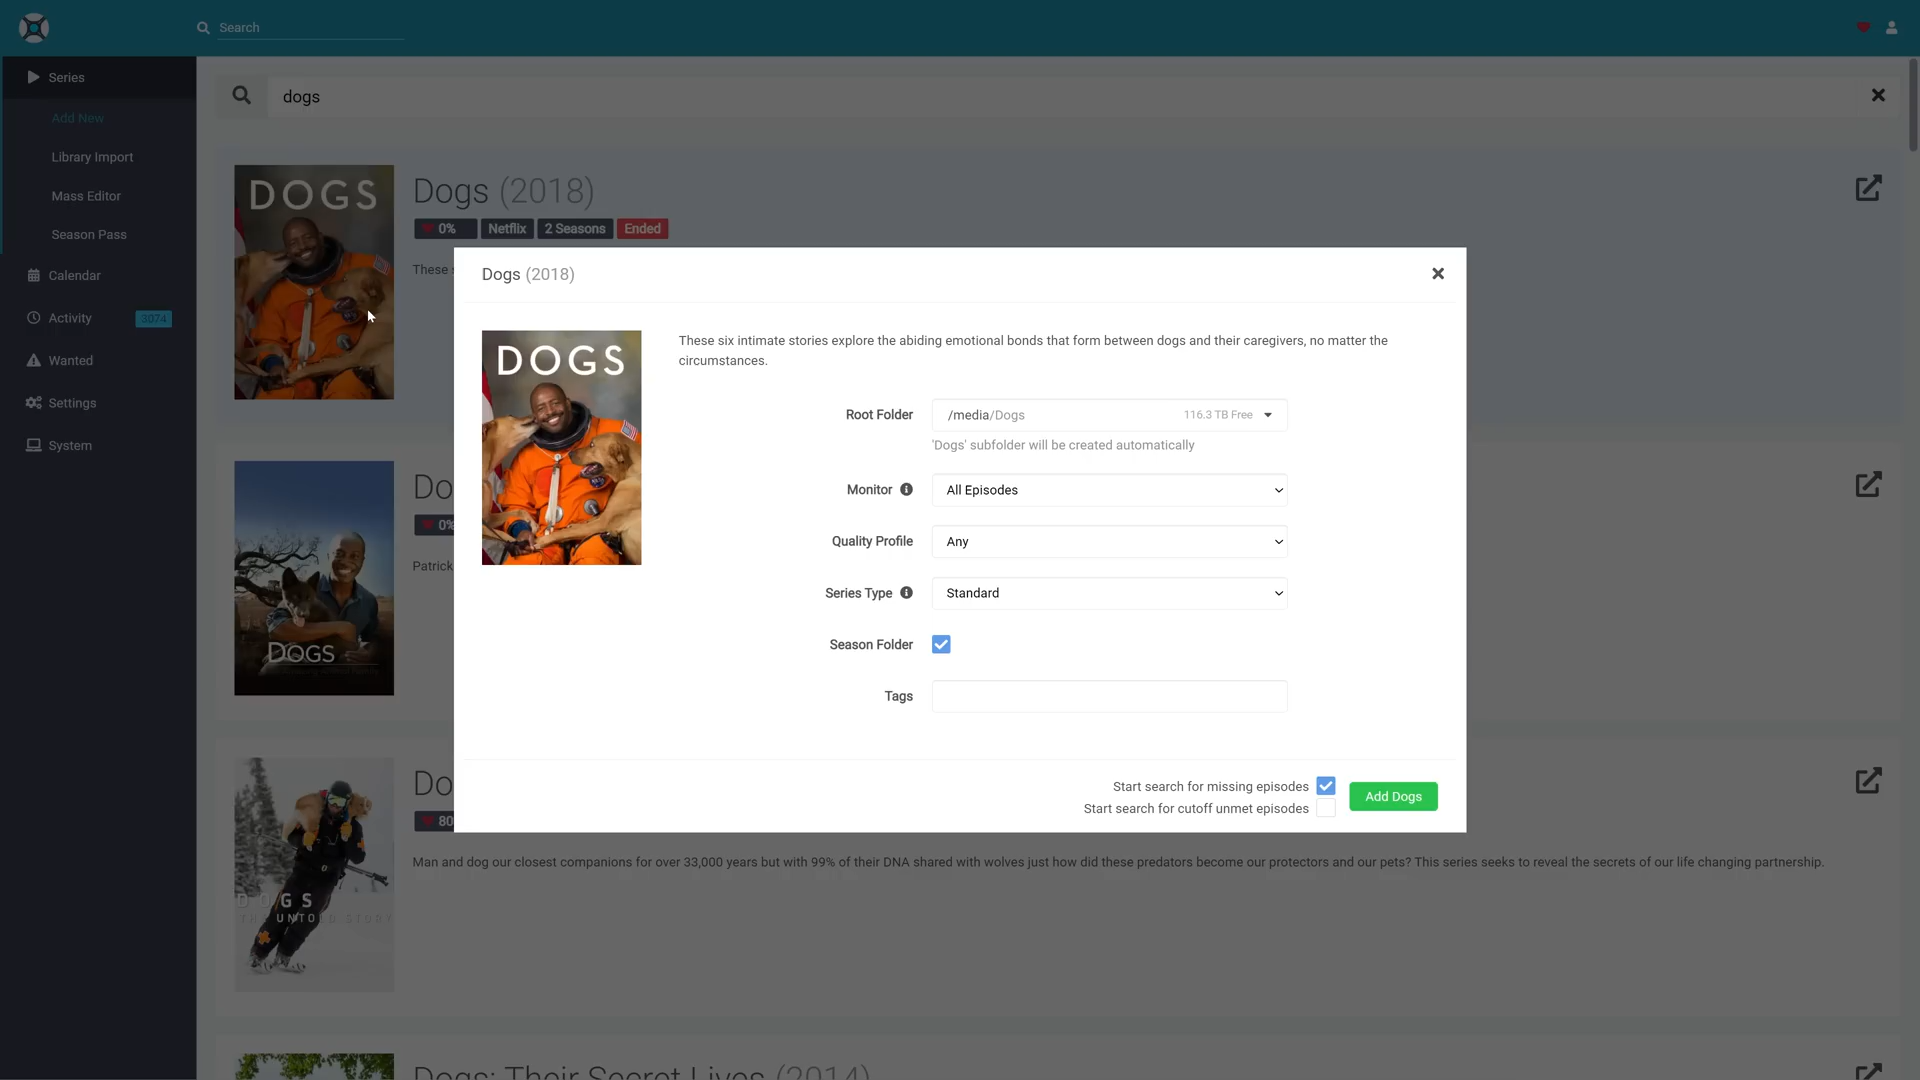 Search
Series
Add New
Library Import
Mass Editor
Season Pass
Calendar
Activity 3074
Wanted
Settings
System
dogs
DOGS
Dogs (2018)
0% Netflix 2 Seasons Ended
These
Dogs (2018)
DOGS
These six intimate stories explore the abiding emotional bonds that form between dogs and their caregivers, no matter the
circumstances.
Root Folder /media/Dogs 116.3 TB Free
'Dogs' subfolder will be created automatically
Monitor All Episodes
Quality Profile Any
Series Type Standard
Season Folder
Tags
Start search for missing episodes
Start search for cutoff unmet episodes
Add Dogs
Do
0%
Patrick
DOGS
Do
80
Man and dog our closest companions for over 33,000 years but with 99% of their DNA shared with wolves just how did these predators become our protectors and our pets? This series seeks to reveal the secrets of our life changing partnership.
DOGS
THE UNTOLD STORY
Dogs: Their Secret Lives (2014)